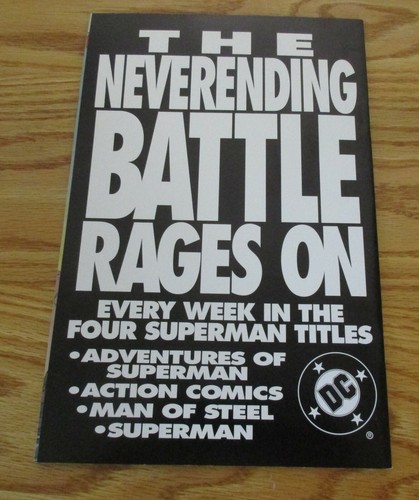 THE
NEVERENDING
BATTLE
RAGES ON
EVERY WEEK IN THE
FOUR SUPERMAN TITLES
•ADVENTURES OF
SUPERMAN
•ACTION COMICS
•MAN OF STEEL
•SUPERMAN
DC
®